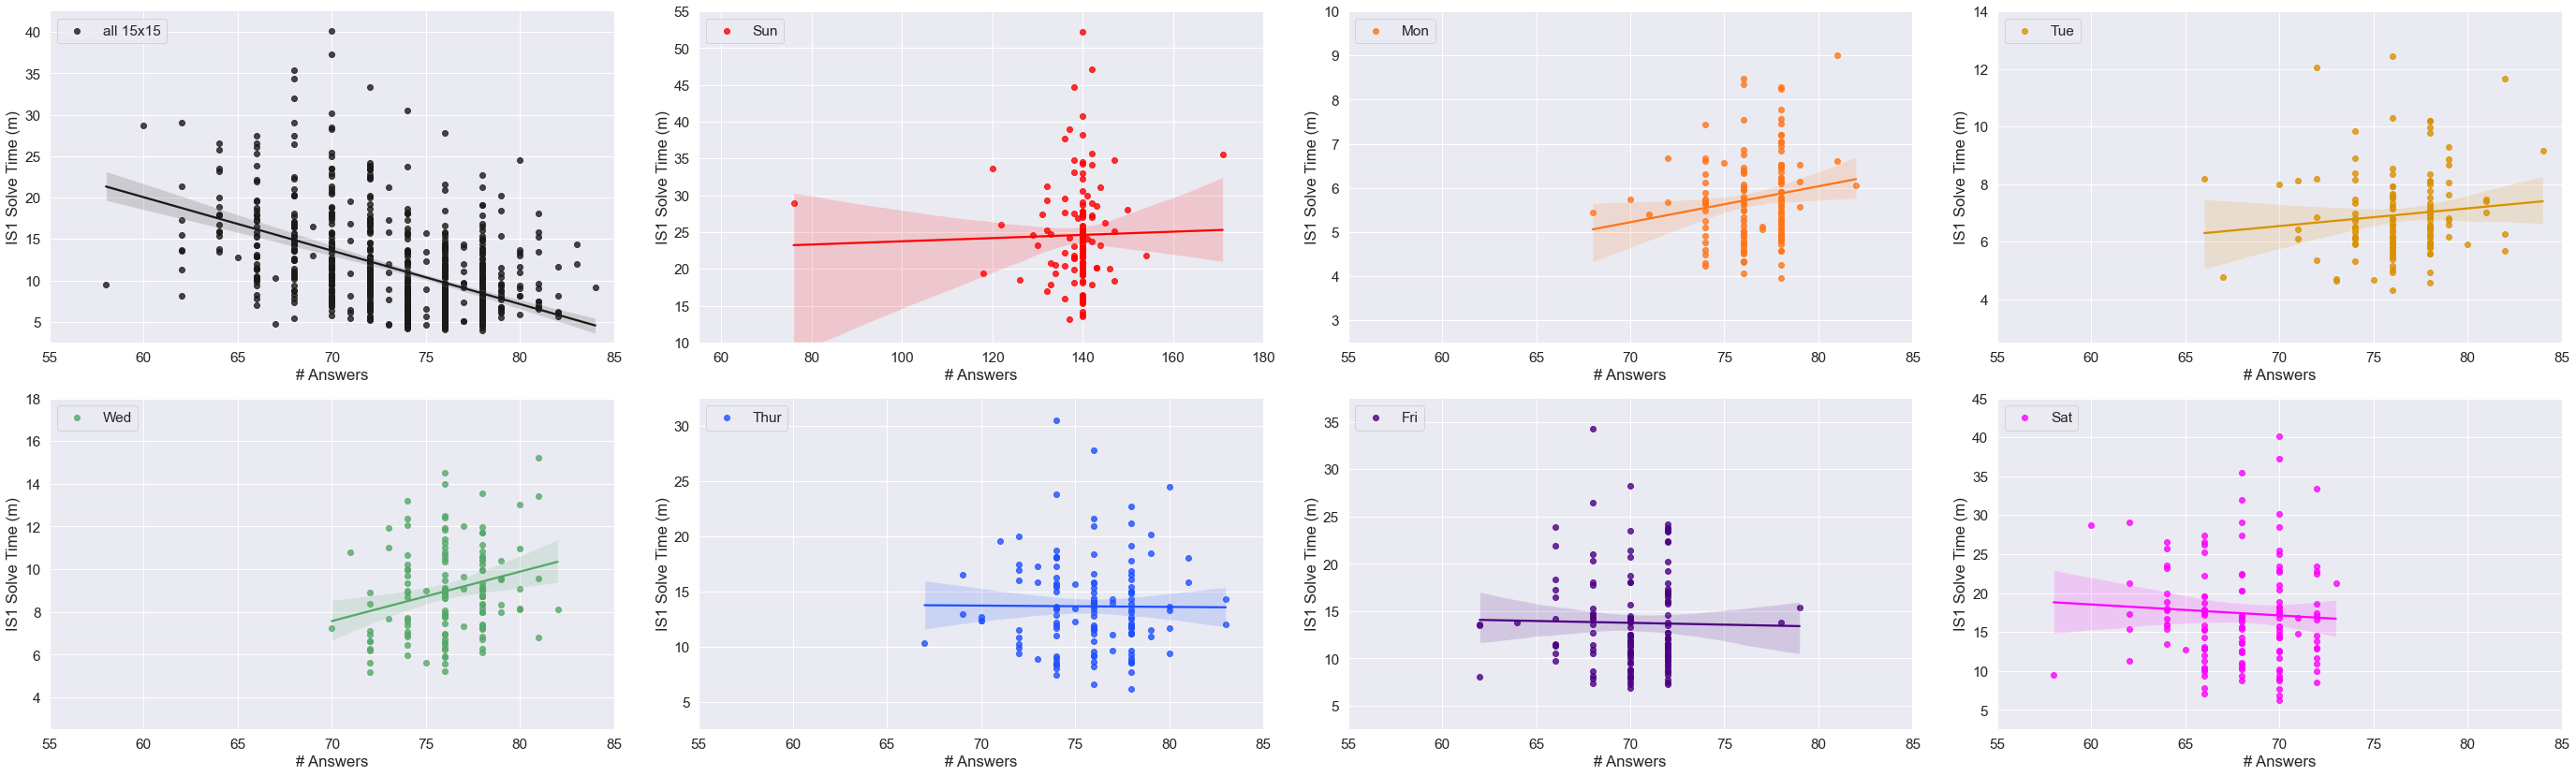 all 15x15
IS1 Solve Time (m)
40
35
30
25
20
15
10
5
55 60 65 70 75 80 85
# Answers
Sun
IS1 Solve Time (m)
55
50
45
40
35
30
25
20
15
10
60 80 100 120 140 160 180
# Answers
Mon
IS1 Solve Time (m)
10
9
8
7
6
5
4
3
55 60 65 70 75 80 85
# Answers
Tue
IS1 Solve Time (m)
14
12
10
8
6
4
55 60 65 70 75 80 85
# Answers
Wed
IS1 Solve Time (m)
18
16
14
12
10
8
6
4
55 60 65 70 75 80 85
# Answers
Thur
IS1 Solve Time (m)
30
25
20
15
10
5
55 60 65 70 75 80 85
# Answers
Fri
IS1 Solve Time (m)
35
30
25
20
15
10
5
55 60 65 70 75 80 85
# Answers
Sat
IS1 Solve Time (m)
45
40
35
30
25
20
15
10
5
55 60 65 70 75 80 85
# Answers